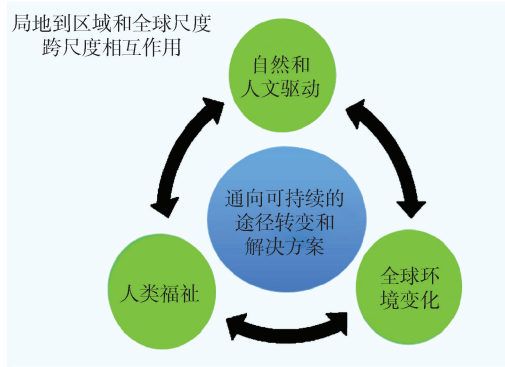 局地到区域和全球尺度
跨尺度相互作用
自然和
人文驱动
通向可持续的
途径转变和
解决方案
人类福祉
全球环
境变化